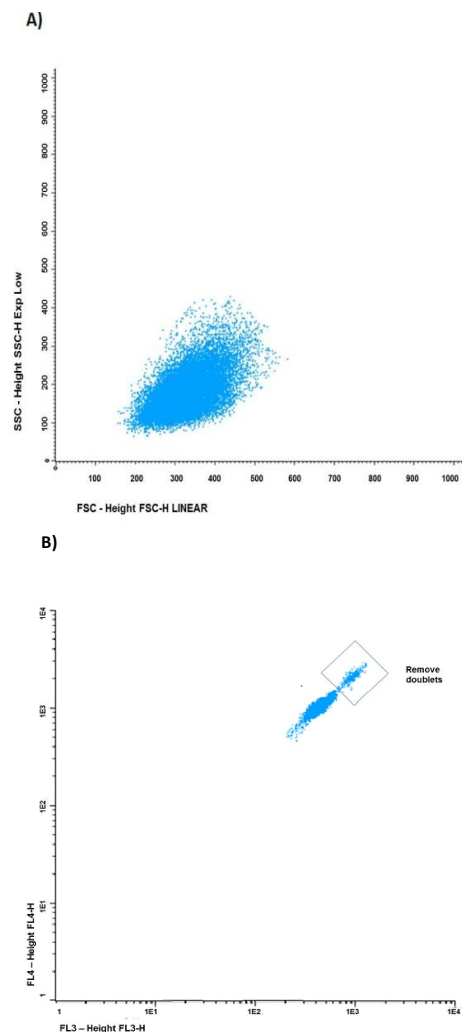 A)
1000
900
800
700
600
500
400
300
200
100
0
SSC - Height SSC-H Exp Low
0
100 200 300 400 500 600 700 800 900 1000
FSC - Height FSC-H LINEAR
B)
1E4
1E3
1E2
1E1
1
FL4 – Height FL4-H
Remove
doublets
1 1E1 1E2 1E3 1E4
FL3 – Height FL3-H